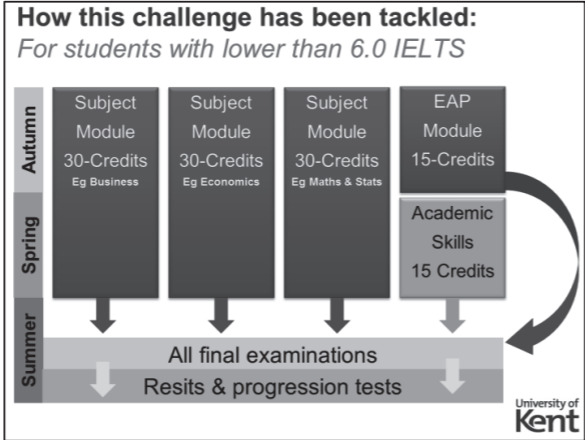 How this challenge has been tackled:
For students with lower than 6.0 IELTS
Autumn
Spring
Summer
Subject
Module
30-Credits
Eg Business
Subject
Module
30-Credits
Eg Economics
Subject
Module
30-Credits
Eg Maths & Stats
EAP
Module
15-Credits
Academic
Skills
15 Credits
All final examinations
Resits & progression tests
University of
Kent